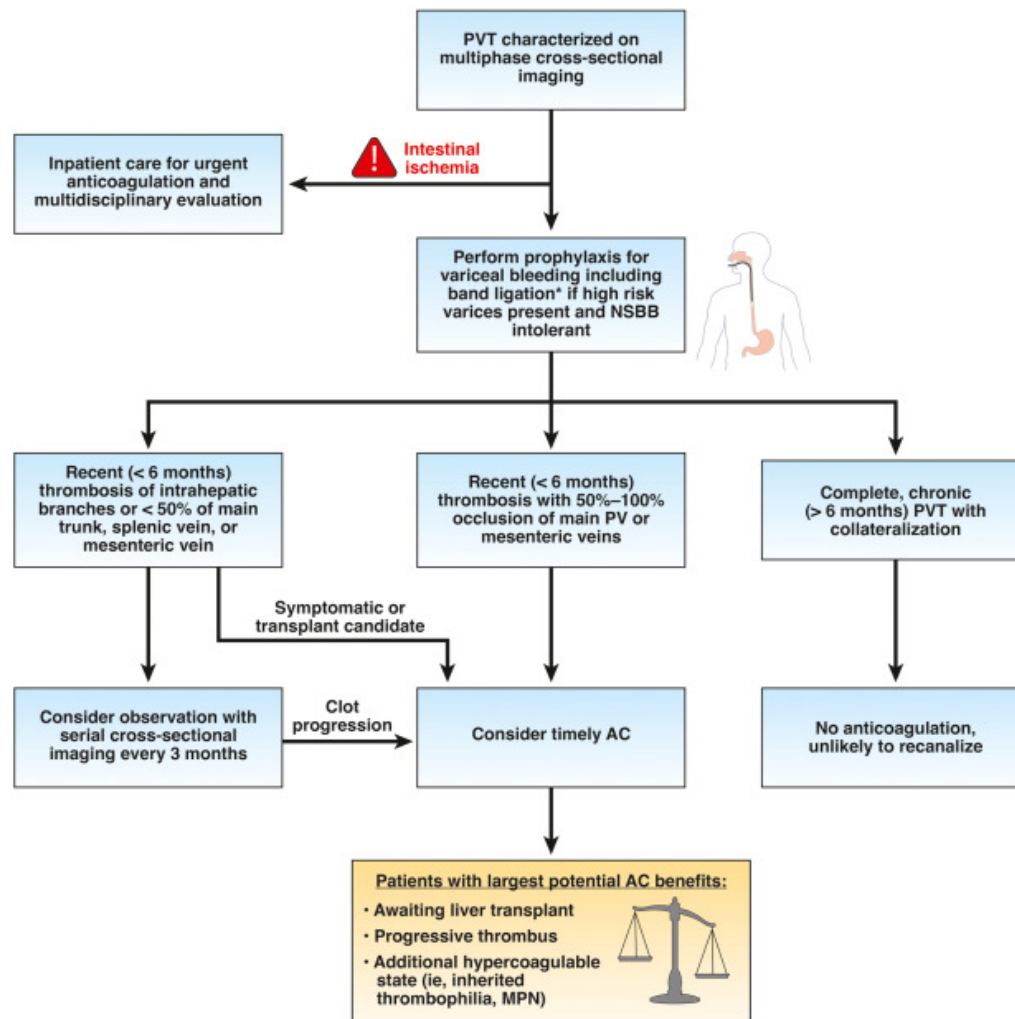 PVT characterized on
multiphase cross-sectional
imaging
Intestinal
ischemia
Inpatient care for urgent
anticoagulation and
multidisciplinary evaluation
Perform prophylaxis for
variceal bleeding including
band ligation* if high risk
varices present and NSBB
intolerant
Recent (< 6 months)
thrombosis of intrahepatic
branches or < 50% of main
trunk, splenic vein, or
mesenteric vein
Recent (< 6 months)
thrombosis with 50%–100%
occlusion of main PV or
mesenteric veins
Complete, chronic
(> 6 months) PVT with
collateralization
Symptomatic or
transplant candidate
Consider observation with
serial cross-sectional
imaging every 3 months
Clot
progression
Consider timely AC
No anticoagulation,
unlikely to recanalize
Patients with largest potential AC benefits:
• Awaiting liver transplant
• Progressive thrombus
• Additional hypercoagulable
state (ie, inherited
thrombophilia, MPN)